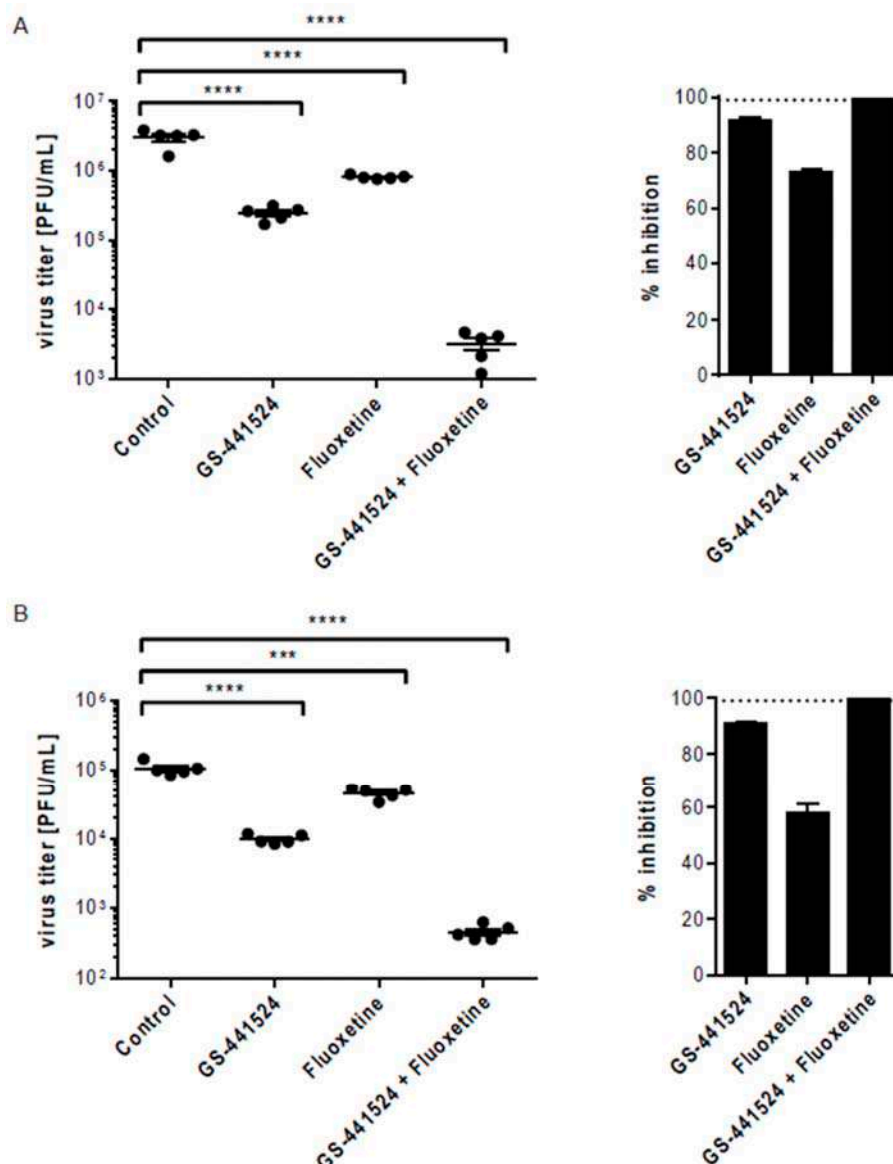 A
****
****
****
virus titer [PFU/mL]
10⁷
10⁶
10⁵
10⁴
10³
Control
GS-441524
Fluoxetine
GS-441524 + Fluoxetine
% inhibition
100
80
60
40
20
0
GS-441524
Fluoxetine
GS-441524 + Fluoxetine
B
****
***
****
virus titer [PFU/mL]
10⁶
10⁵
10⁴
10³
10²
Control
GS-441524
Fluoxetine
GS-441524 + Fluoxetine
% inhibition
100
80
60
40
20
0
GS-441524
Fluoxetine
GS-441524 + Fluoxetine